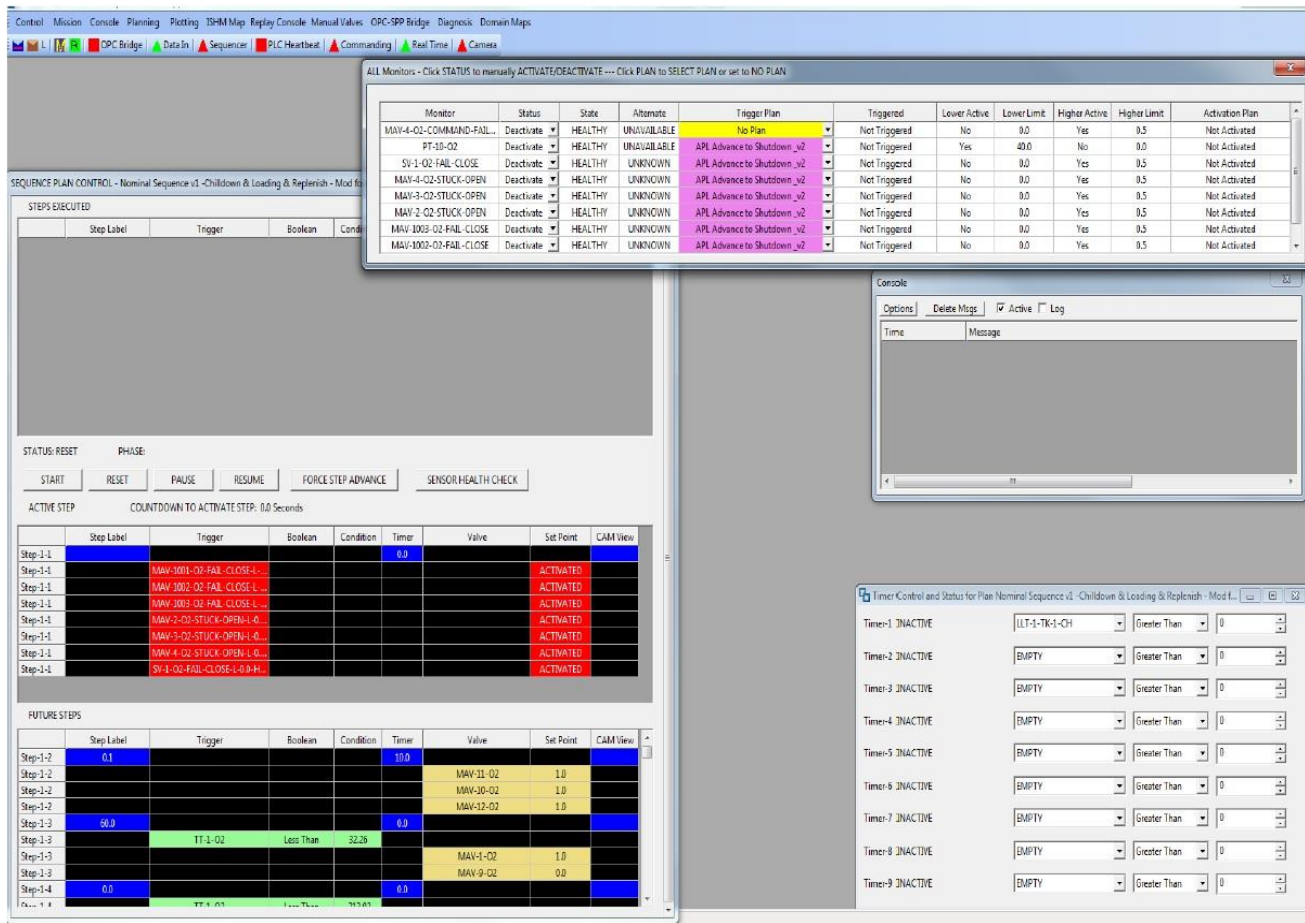 Control Mission Console Planning Plotting ISHM Map Replay Console Manual Valves OPC-SPP Bridge Diagnosis Domain Maps
L R OPC Bridge Data In Sequencer PLC Heartbeat Commanding Real Time Camera
ALL Monitors - Click STATUS to manually ACTIVATE/DEACTIVATE --- Click PLAN to SELECT PLAN or set to NO PLAN
Monitor Status State Alternate Trigger Plan Triggered Lower Active Lower Limit Higher Active Higher Limit Activation Plan
MAV-4-O2-COMMAND-FAIL... Deactivate HEALTHY UNAVAILABLE No Plan Not Triggered No 0.0 Yes 0.5 Not Activated
PT-10-O2 Deactivate HEALTHY UNAVAILABLE APL Advance to Shutdown _v2 Not Triggered Yes 40.0 No 0.0 Not Activated
SV-1-O2-FAIL-CLOSE Deactivate HEALTHY UNKNOWN APL Advance to Shutdown _v2 Not Triggered No 0.0 Yes 0.5 Not Activated
MAV-4-O2-STUCK-OPEN Deactivate HEALTHY UNKNOWN APL Advance to Shutdown _v2 Not Triggered No 0.0 Yes 0.5 Not Activated
MAV-3-O2-STUCK-OPEN Deactivate HEALTHY UNKNOWN APL Advance to Shutdown _v2 Not Triggered No 0.0 Yes 0.5 Not Activated
MAV-2-O2-STUCK-OPEN Deactivate HEALTHY UNKNOWN APL Advance to Shutdown _v2 Not Triggered No 0.0 Yes 0.5 Not Activated
MAV-1003-O2-FAIL-CLOSE Deactivate HEALTHY UNKNOWN APL Advance to Shutdown _v2 Not Triggered No 0.0 Yes 0.5 Not Activated
MAV-1002-O2-FAIL-CLOSE Deactivate HEALTHY UNKNOWN APL Advance to Shutdown _v2 Not Triggered No 0.0 Yes 0.5 Not Activated
SEQUENCE PLAN CONTROL - Nominal Sequence v1 -Chilldown & Loading & Replenish - Mod fo
STEPS EXECUTED
Step Label Trigger Boolean Condi
STATUS: RESET PHASE:
START RESET PAUSE RESUME FORCE STEP ADVANCE SENSOR HEALTH CHECK
ACTIVE STEP COUNTDOWN TO ACTIVATE STEP: 0.0 Seconds
Step Label Trigger Boolean Condition Timer Valve Set Point CAM View
Step-1-1 0.0
Step-1-1 MAV-1001-O2-FAIL-CLOSE-L-... ACTIVATED
Step-1-1 MAV-1002-O2-FAIL-CLOSE-L-... ACTIVATED
Step-1-1 MAV-1003-O2-FAIL-CLOSE-L-... ACTIVATED
Step-1-1 MAV-2-O2-STUCK-OPEN-L-0.... ACTIVATED
Step-1-1 MAV-3-O2-STUCK-OPEN-L-0.... ACTIVATED
Step-1-1 MAV-4-O2-STUCK-OPEN-L-0.... ACTIVATED
Step-1-1 SV-1-O2-FAIL-CLOSE-L-0.0-H... ACTIVATED
FUTURE STEPS
Step Label Trigger Boolean Condition Timer Valve Set Point CAM View
Step-1-2 0.1 10.0
Step-1-2 MAV-11-O2 1.0
Step-1-2 MAV-10-O2 1.0
Step-1-2 MAV-12-O2 1.0
Step-1-3 60.0 0.0
Step-1-3 TT-1-O2 Less Than 32.26
Step-1-3 MAV-1-O2 1.0
Step-1-3 MAV-9-O2 0.0
Step-1-4 0.0 0.0
Console
Options Delete Msgs Active Log
Time Message
Timer Control and Status for Plan Nominal Sequence v1 -Chilldown & Loading & Replenish - Mod f...
Timer-1 INACTIVE LLT-1-TK-1-CH Greater Than 0
Timer-2 INACTIVE EMPTY Greater Than 0
Timer-3 INACTIVE EMPTY Greater Than 0
Timer-4 INACTIVE EMPTY Greater Than 0
Timer-5 INACTIVE EMPTY Greater Than 0
Timer-6 INACTIVE EMPTY Greater Than 0
Timer-7 INACTIVE EMPTY Greater Than 0
Timer-8 INACTIVE EMPTY Greater Than 0
Timer-9 INACTIVE EMPTY Greater Than 0